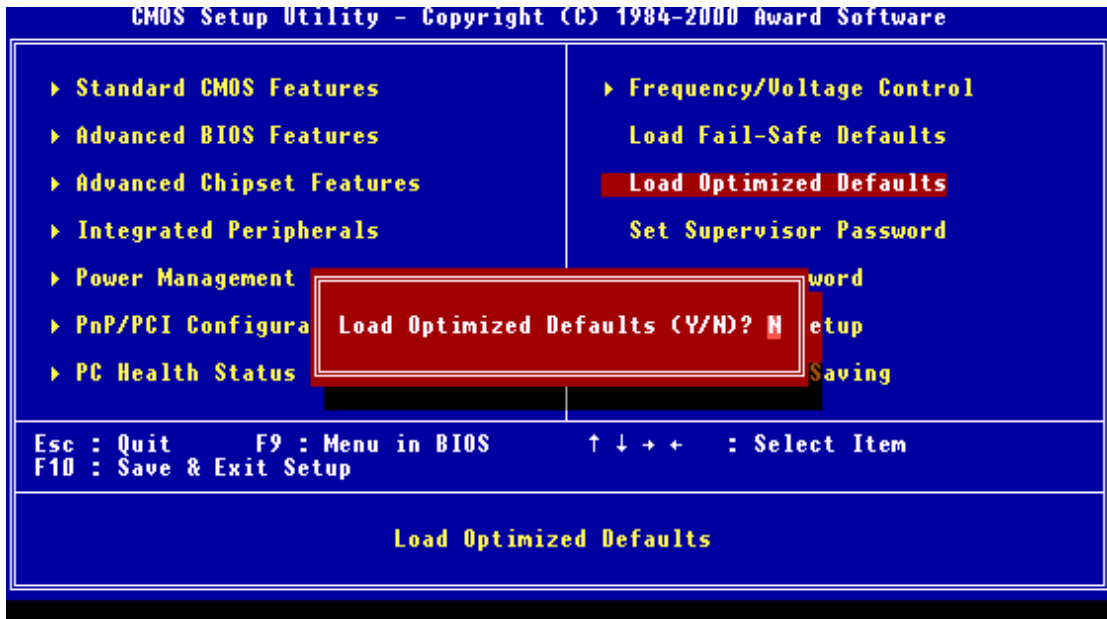 CMOS Setup Utility - Copyright (C) 1984-2000 Award Software
Standard CMOS Features
Advanced BIOS Features
Advanced Chipset Features
Integrated Peripherals
Power Management
PnP/PCI Configura
PC Health Status
Frequency/Voltage Control
Load Fail-Safe Defaults
Load Optimized Defaults
Set Supervisor Password
word
etup
Saving
Load Optimized Defaults (Y/N)? N
Esc : Quit F9 : Menu in BIOS ↑ ↓ → ← : Select Item
F10 : Save & Exit Setup
Load Optimized Defaults